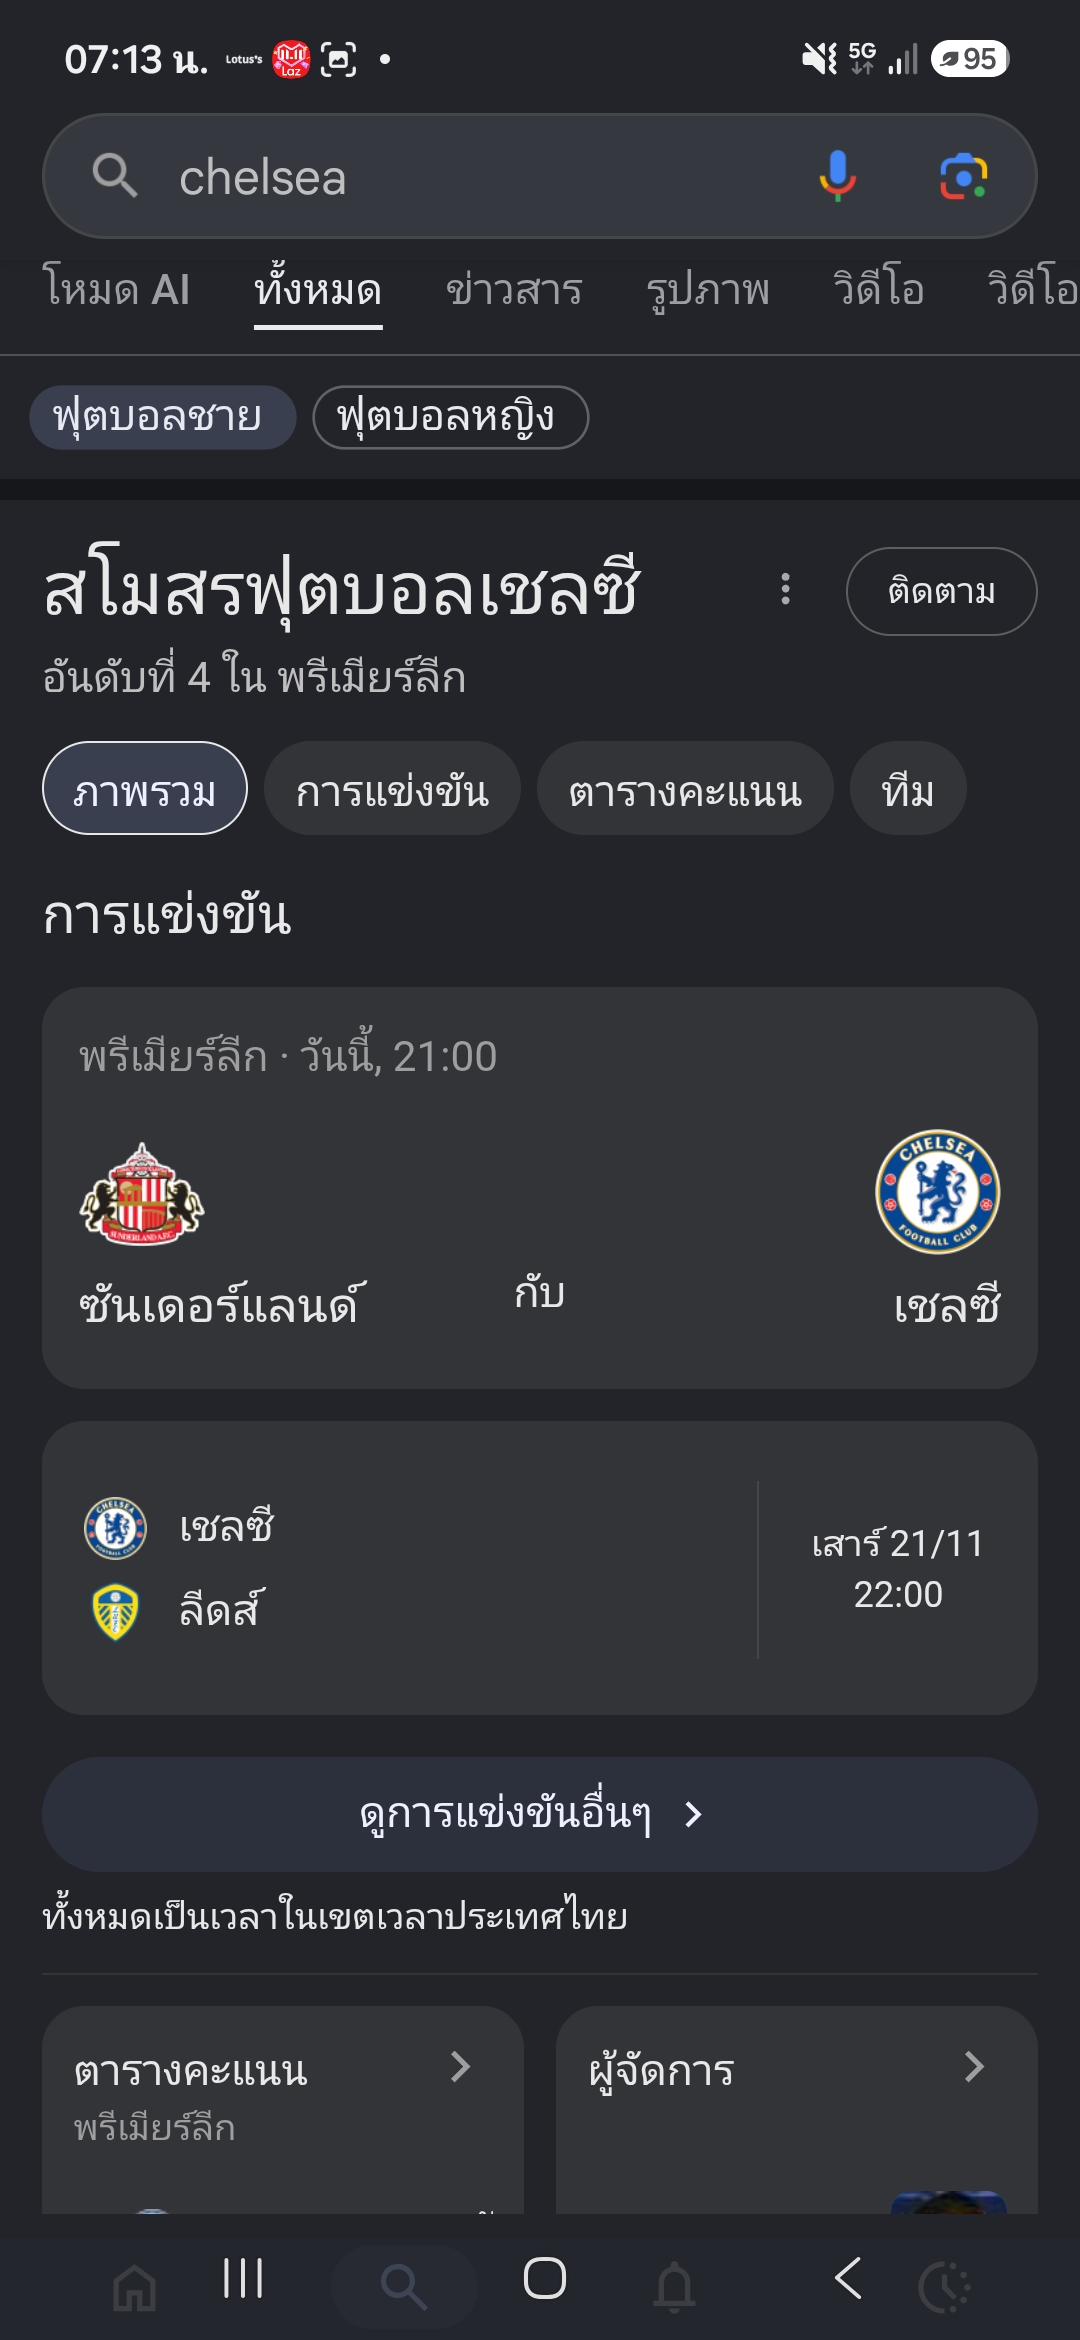 07:13 น. Lotus's 11.11 Laz 5G 95
chelsea
โหมด AI ทั้งหมด ข่าวสาร รูปภาพ วิดีโอ วิดีโอ
ฟุตบอลชาย ฟุตบอลหญิง
สโมสรฟุตบอลเชลซี ติดตาม
อันดับที่ 4 ใน พรีเมียร์ลีก
ภาพรวม การแข่งขัน ตารางคะแนน ทีม
การแข่งขัน
พรีเมียร์ลีก · วันนี้, 21:00
SUNDERLAND A.F.C. CHELSEA FOOTBALL CLUB
ซันเดอร์แลนด์ กับ เชลซี
เชลซี
ลีดส์
เสาร์ 21/11
22:00
ดูการแข่งขันอื่นๆ
ทั้งหมดเป็นเวลาในเขตเวลาประเทศไทย
ตารางคะแนน ผู้จัดการ
พรีเมียร์ลีก